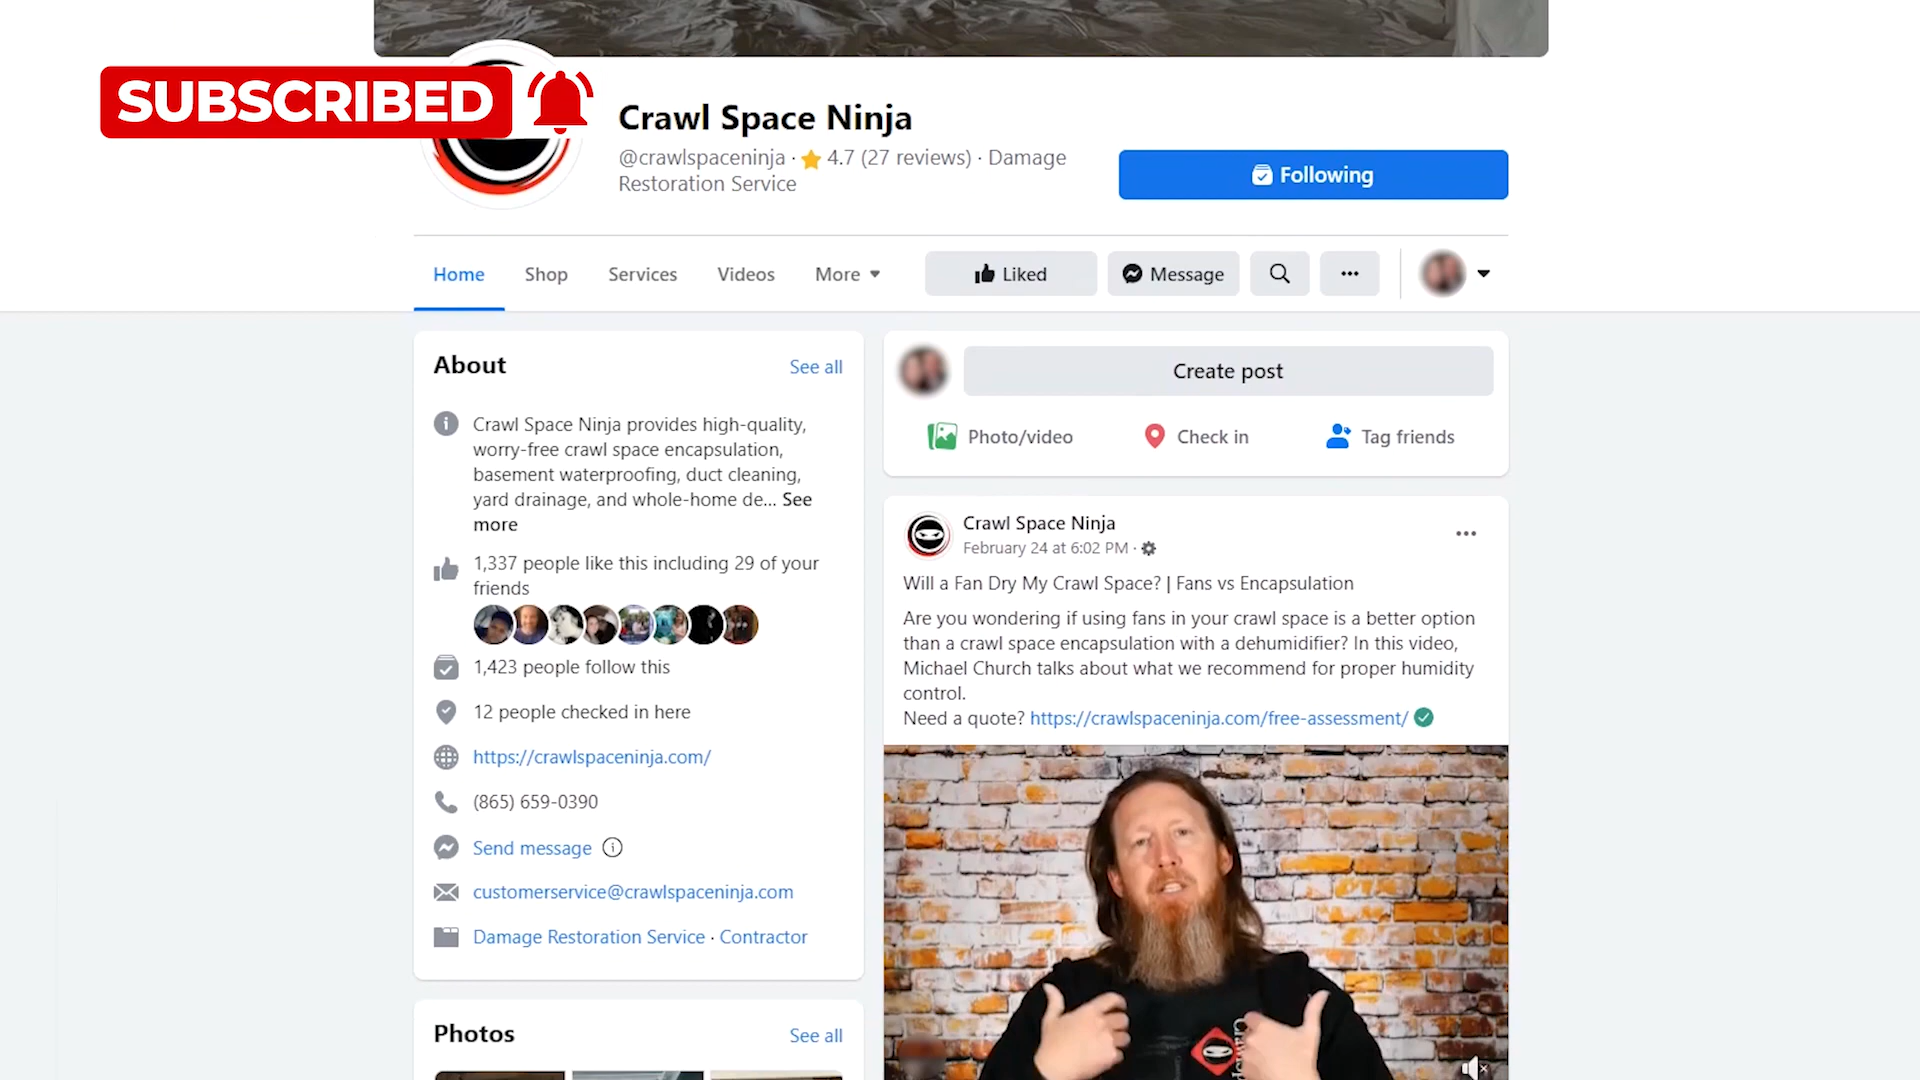 SUBSCRIBED
Crawl Space Ninja
@crawlspaceninja · 4.7 (27 reviews) · Damage
Restoration Service
Following
Home Shop Services Videos More Liked Message
About See all
Crawl Space Ninja provides high-quality,
worry-free crawl space encapsulation,
basement waterproofing, duct cleaning,
yard drainage, and whole-home de... See
more
1,337 people like this including 29 of your
friends
1,423 people follow this
12 people checked in here
https://crawlspaceninja.com/
(865) 659-0390
Send message
customerservice@crawlspaceninja.com
Damage Restoration Service · Contractor
Photos See all
Create post
Photo/video Check in Tag friends
Crawl Space Ninja
February 24 at 6:02 PM ·
Will a Fan Dry My Crawl Space? | Fans vs Encapsulation
Are you wondering if using fans in your crawl space is a better option
than a crawl space encapsulation with a dehumidifier? In this video,
Michael Church talks about what we recommend for proper humidity
control.
Need a quote? https://crawlspaceninja.com/free-assessment/